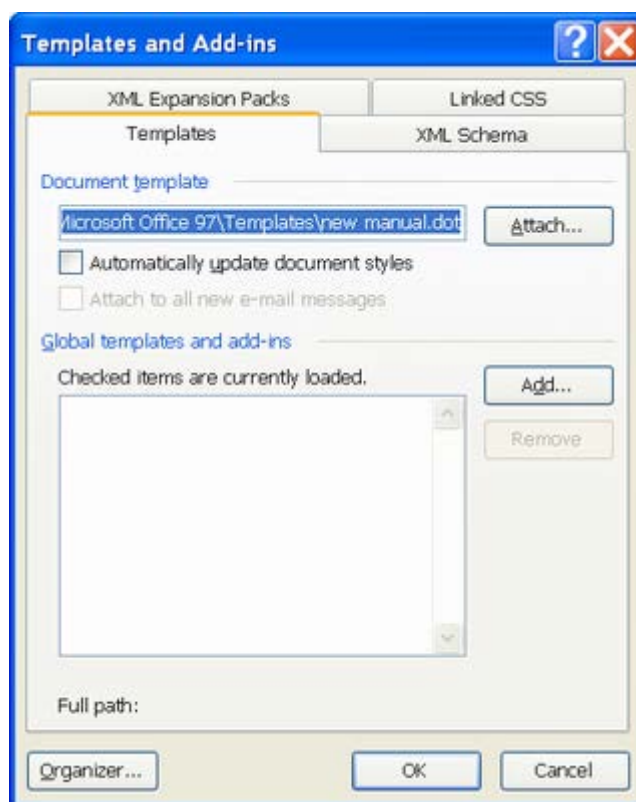 Templates and Add-ins
XML Expansion Packs Linked CSS
Templates XML Schema
Document template
Microsoft Office 97\Templates\new manual.dot Attach...
Automatically update document styles
Attach to all new e-mail messages
Global templates and add-ins
Checked items are currently loaded.
Add...
Remove
Full path:
Organizer... OK Cancel